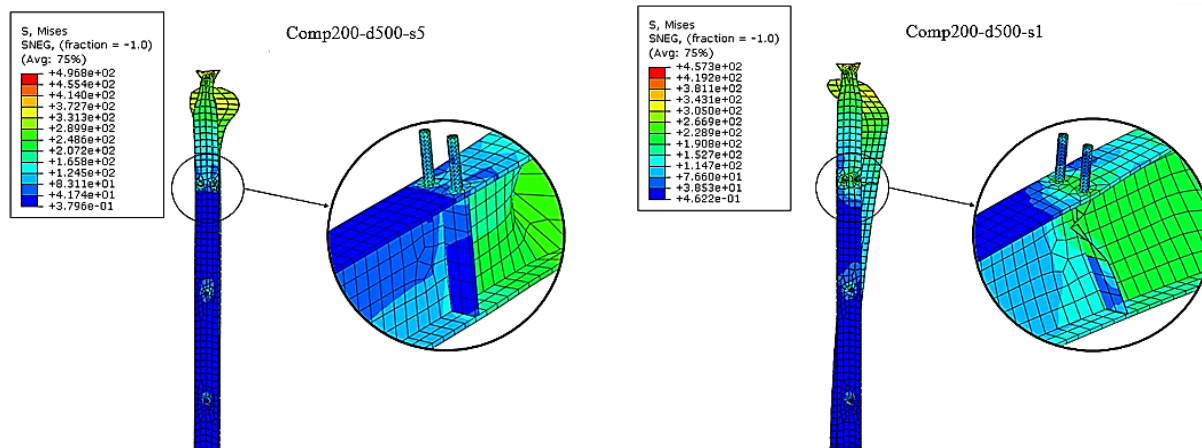 S, Mises
SNEG, (fraction = -1.0)
(Avg: 75%)
+4.968e+02
+4.554e+02
+4.140e+02
+3.727e+02
+3.313e+02
+2.899e+02
+2.486e+02
+2.072e+02
+1.658e+02
+1.245e+02
+8.311e+01
+4.174e+01
+3.796e-01
Comp200-d500-s5
S, Mises
SNEG, (fraction = -1.0)
(Avg: 75%)
+4.573e+02
+4.192e+02
+3.811e+02
+3.431e+02
+3.050e+02
+2.669e+02
+2.289e+02
+1.908e+02
+1.527e+02
+1.147e+02
+7.660e+01
+3.853e+01
+4.622e-01
Comp200-d500-s1